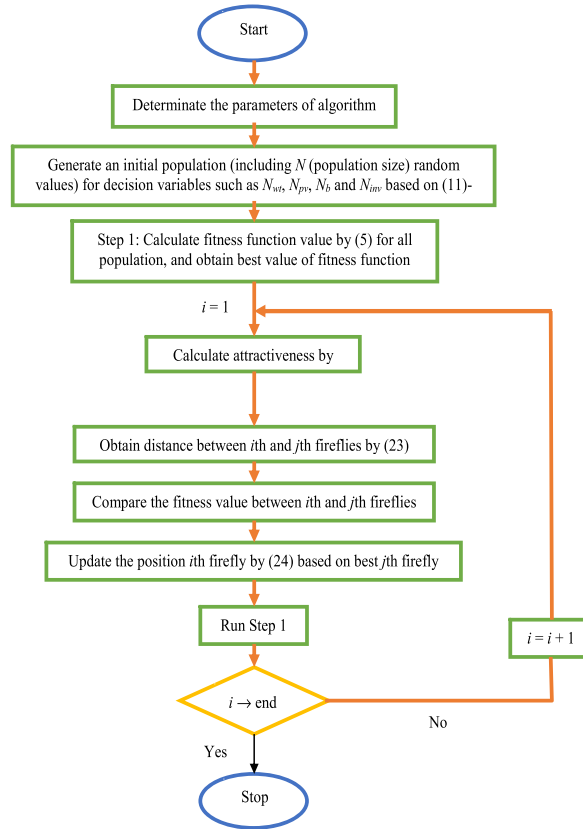 Start
Determinate the parameters of algorithm
Generate an initial population (including N (population size) random
values) for decision variables such as Nwt, Npv, Nb and Ninv based on (11)-
Step 1: Calculate fitness function value by (5) for all
population, and obtain best value of fitness function
i = 1
Calculate attractiveness by
Obtain distance between ith and jth fireflies by (23)
Compare the fitness value between ith and jth fireflies
Update the position ith firefly by (24) based on best jth firefly
Run Step 1
i = i + 1
i → end
No
Yes
Stop